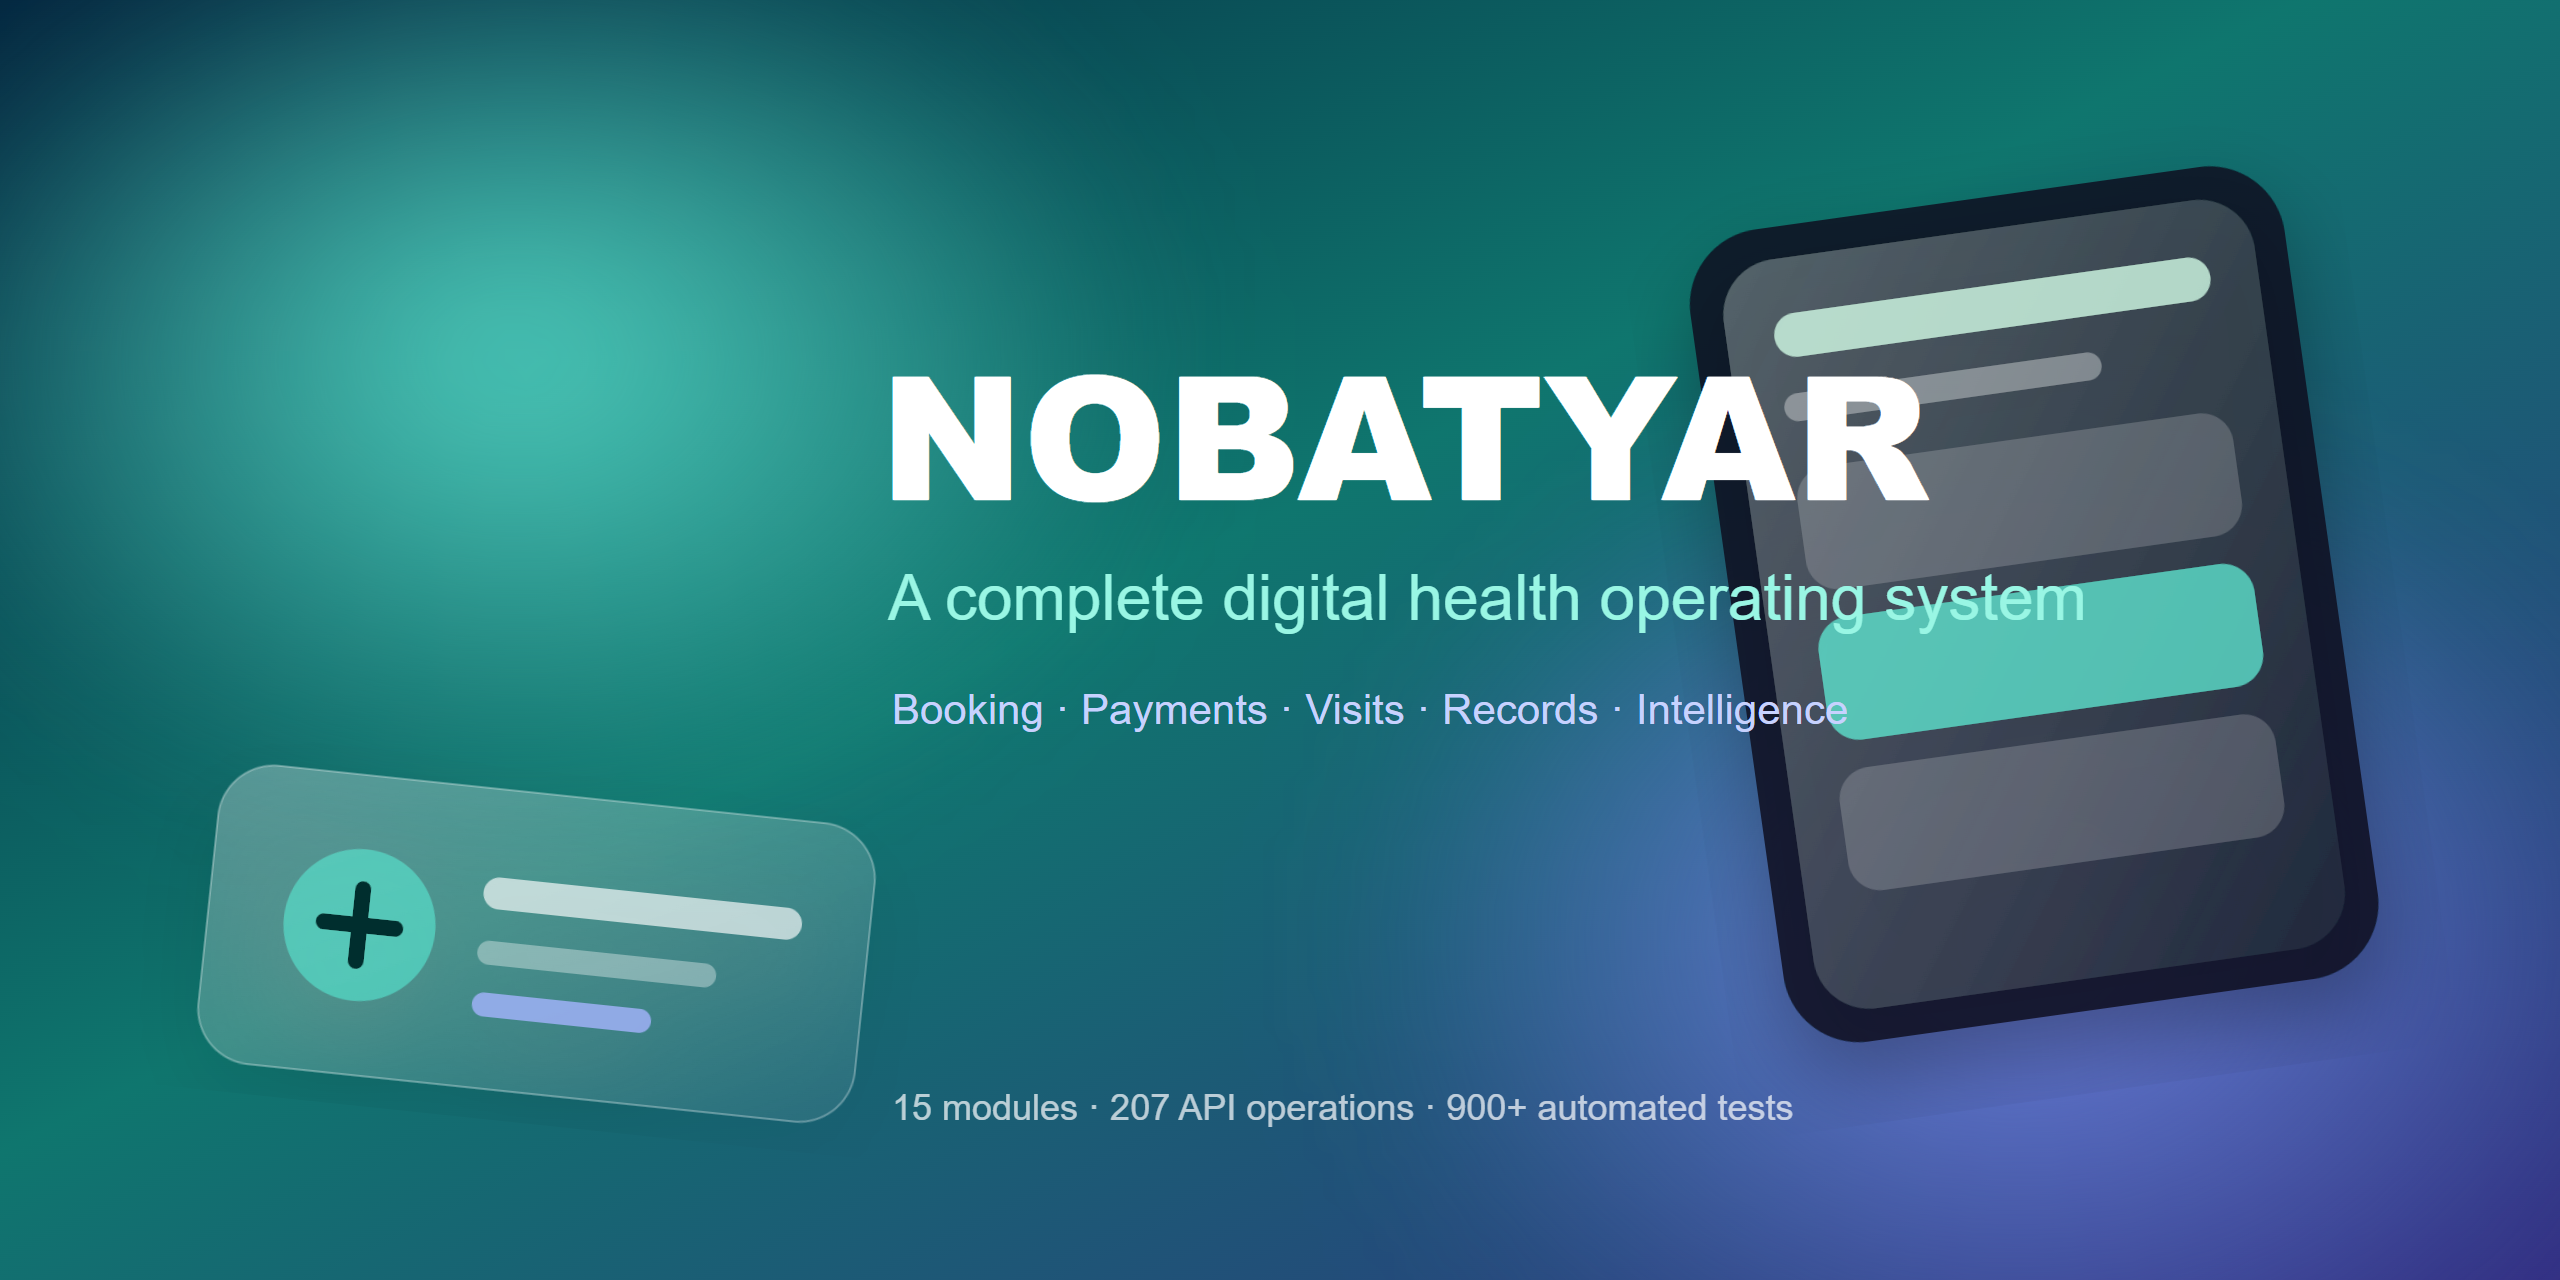 NOBATYAR
A complete digital health operating system
Booking · Payments · Visits · Records · Intelligence
15 modules · 207 API operations · 900+ automated tests